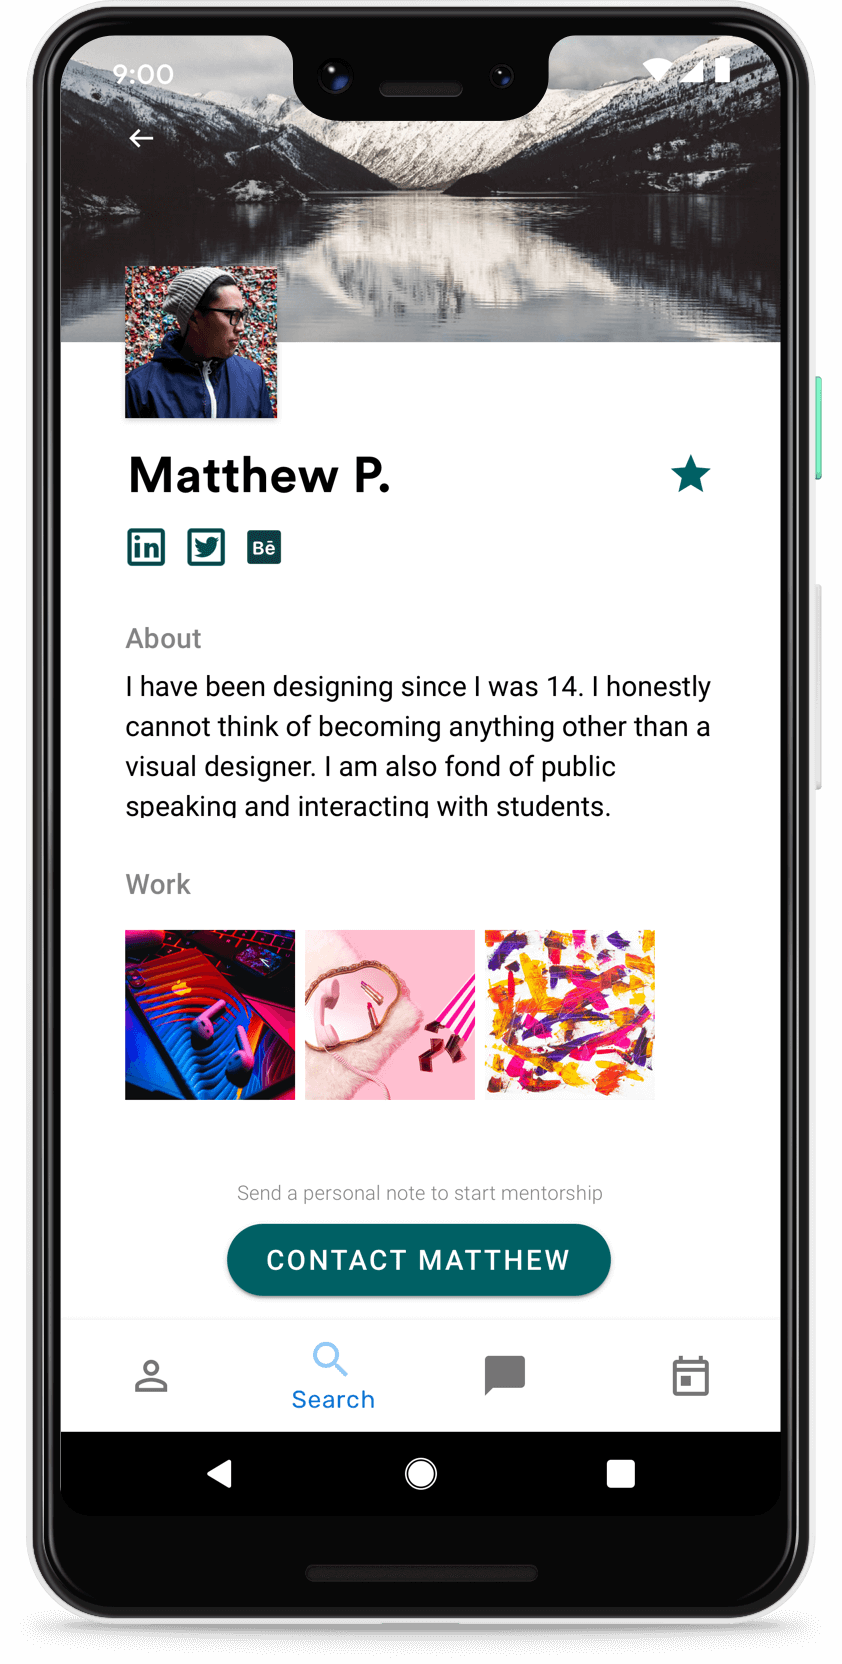 9:00
Matthew P.
in
Bē
About
I have been designing since I was 14. I honestly
cannot think of becoming anything other than a
visual designer. I am also fond of public
speaking and interacting with students.
Work
Send a personal note to start mentorship
CONTACT MATTHEW
Search